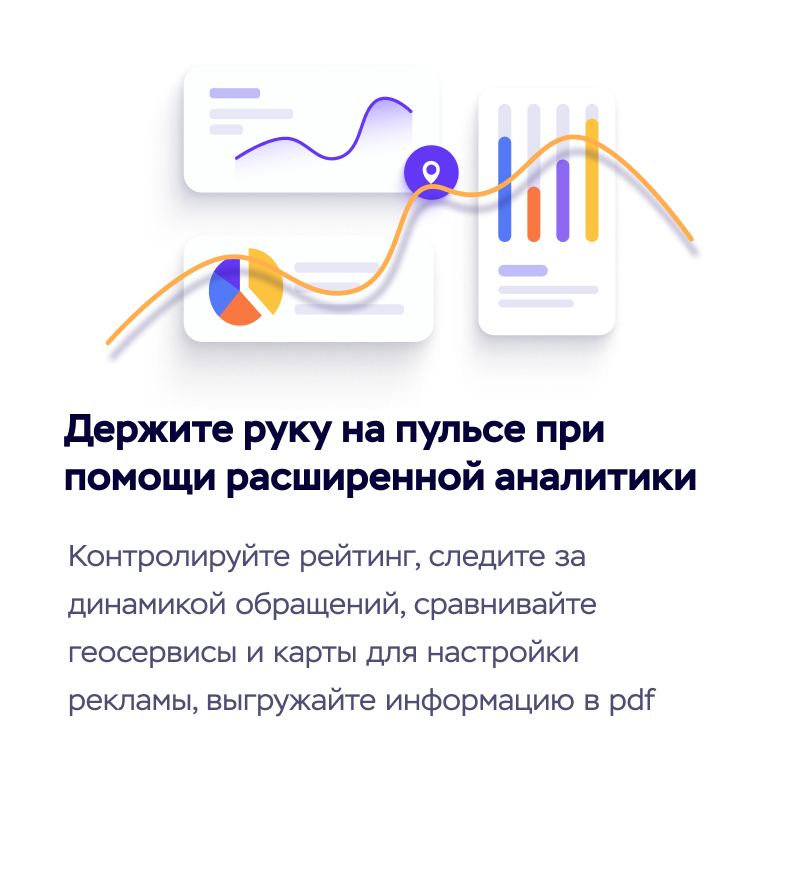 Держите руку на пульсе при
помощи расширенной аналитики
Контролируйте рейтинг, следите за
динамикой обращений, сравнивайте
геосервисы и карты для настройки
рекламы, выгружайте информацию в pdf